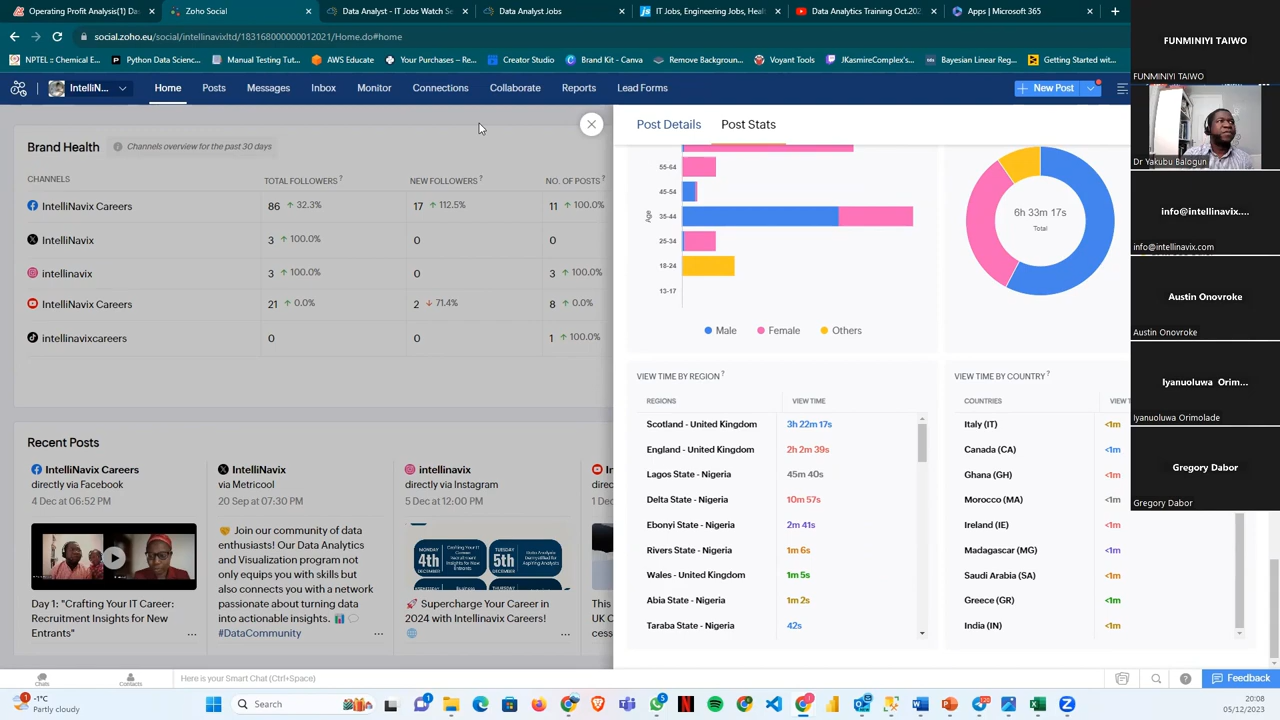 Operating Profit Analysis(1) Da
Zoho Social
Data Analyst - IT Jobs Watch Se
Data Analyst Jobs
IT Jobs, Engineering Jobs, Heal
Data Analytics Training Oct.202
Apps | Microsoft 365
social.zoho.eu/social/intellinavixltd/183168000000012021/Home.do#home
NPTEL :: Chemical E...
Python Data Scienc...
Manual Testing Tut...
AWS Educate
Your Purchases – Re...
Creator Studio
Brand Kit - Canva
Remove Backgroun...
Voyant Tools
JKasmireComplex's...
Bayesian Linear Reg...
Getting Started wit...
IntelliN...
Home
Posts
Messages
Inbox
Monitor
Connections
Collaborate
Reports
Lead Forms
New Post
Brand Health
Channels overview for the past 30 days
CHANNELS
TOTAL FOLLOWERS ?
NEW FOLLOWERS ?
NO. OF POSTS ?
IntelliNavix Careers
86 ↑ 32.3%
17 ↑ 112.5%
11 ↑ 100.0%
IntelliNavix
3 ↑ 100.0%
0
0
intellinavix
3 ↑ 100.0%
0
3 ↑ 100.0%
IntelliNavix Careers
21 ↑ 0.0%
2 ↓ 71.4%
8 ↑ 0.0%
intellinavixcareers
0
0
1 ↑ 100.0%
Recent Posts
IntelliNavix Careers
directly via Facebook
4 Dec at 06:52 PM
Day 1: "Crafting Your IT Career:
Recruitment Insights for New
Entrants"
...
IntelliNavix
via Metricool
20 Sep at 07:30 PM
🤝 Join our community of data
enthusiasts! Our Data Analytics
and Visualization program
not only equips you with skills but
also connects you with a network
passionate about turning data
into actionable insights. 📊 💬
#DataCommunity
...
intellinavix
directly via Instagram
5 Dec at 12:00 PM
MONDAY
4TH
DECEMBER
TUESDAY
5TH
DECEMBER
🚀 Supercharge Your Career in
2024 with Intellinavix Careers!
🌐
...
In
dire
1 De
This
UK C
cess
Post Details
Post Stats
Age
55-64
45-54
35-44
25-34
18-24
13-17
Male
Female
Others
6h 33m 17s
Total
VIEW TIME BY REGION ?
REGIONS
VIEW TIME
Scotland - United Kingdom
3h 22m 17s
England - United Kingdom
2h 2m 39s
Lagos State - Nigeria
45m 40s
Delta State - Nigeria
10m 57s
Ebonyi State - Nigeria
2m 41s
Rivers State - Nigeria
1m 6s
Wales - United Kingdom
1m 5s
Abia State - Nigeria
1m 2s
Taraba State - Nigeria
42s
VIEW TIME BY COUNTRY ?
COUNTRIES
VIEW T
Italy (IT)
<1m
Canada (CA)
<1m
Ghana (GH)
<1m
Morocco (MA)
<1m
Ireland (IE)
<1m
Madagascar (MG)
<1m
Saudi Arabia (SA)
<1m
Greece (GR)
<1m
India (IN)
<1m
FUNMINIYI TAIWO
FUNMINIYI TAIWO
Dr Yakubu Balogun
info@intellinavix....
info@intellinavix.com
Austin Onovroke
Austin Onovroke
Iyanuoluwa Orim...
Iyanuoluwa Orimolade
Gregory Dabor
Gregory Dabor
Chats
Contacts
Here is your Smart Chat (Ctrl+Space)
Feedback
-1°C
Partly cloudy
Search
20:08
05/12/2023